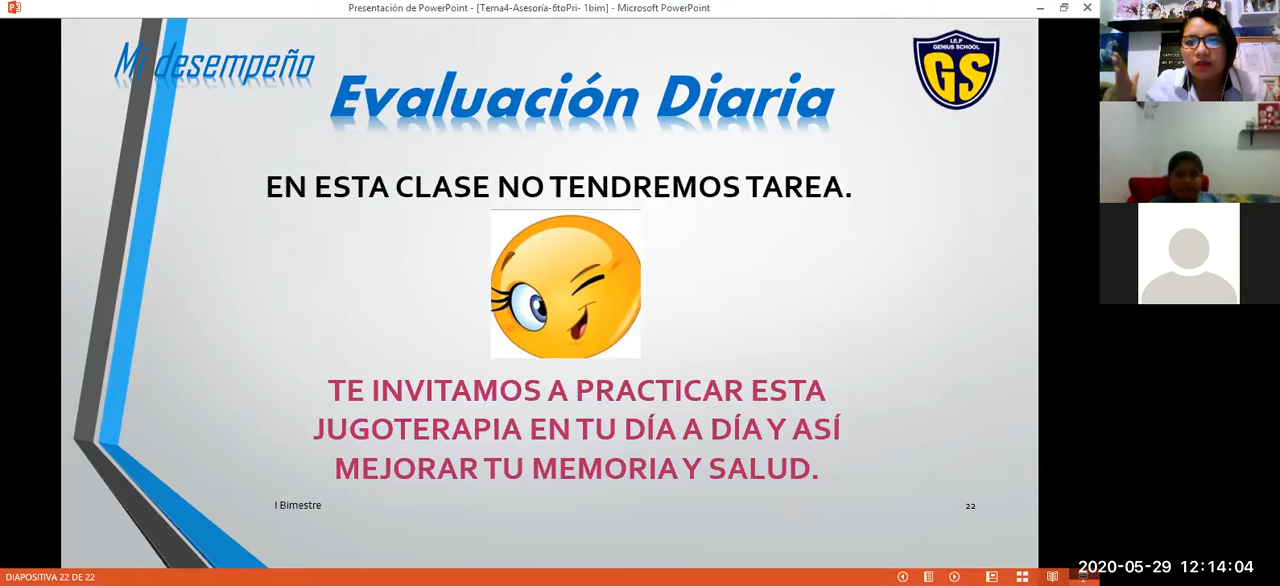 Presentación de PowerPoint - [Tema4-Asesoría-6toPri- 1bim] - Microsoft PowerPoint
Mi desempeño
I.E.P
GENIUS SCHOOL
GS
Evaluación Diaria
EN ESTA CLASE NO TENDREMOS TAREA.
TE INVITAMOS A PRACTICAR ESTA
JUGOTERAPIA EN TU DÍA A DÍA Y ASÍ
MEJORAR TU MEMORIA Y SALUD.
I Bimestre
22
2020-05-29 12:14:04
DIAPOSITIVA 22 DE 22